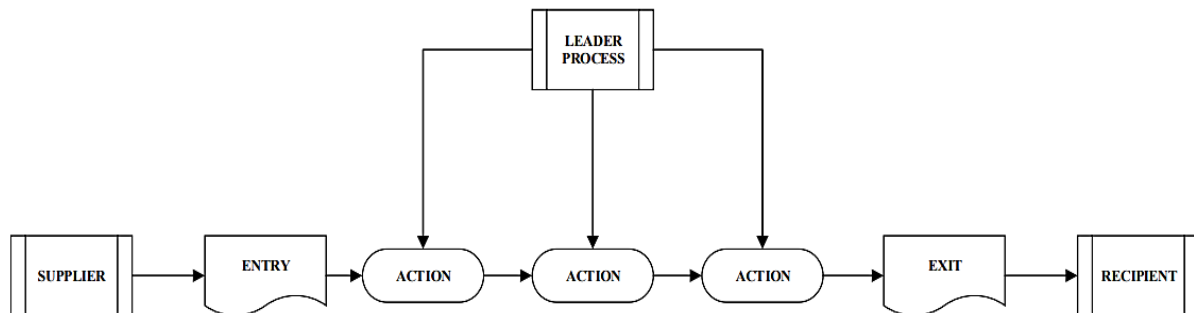 LEADER
PROCESS
SUPPLIER
ENTRY
ACTION
ACTION
ACTION
EXIT
RECIPIENT